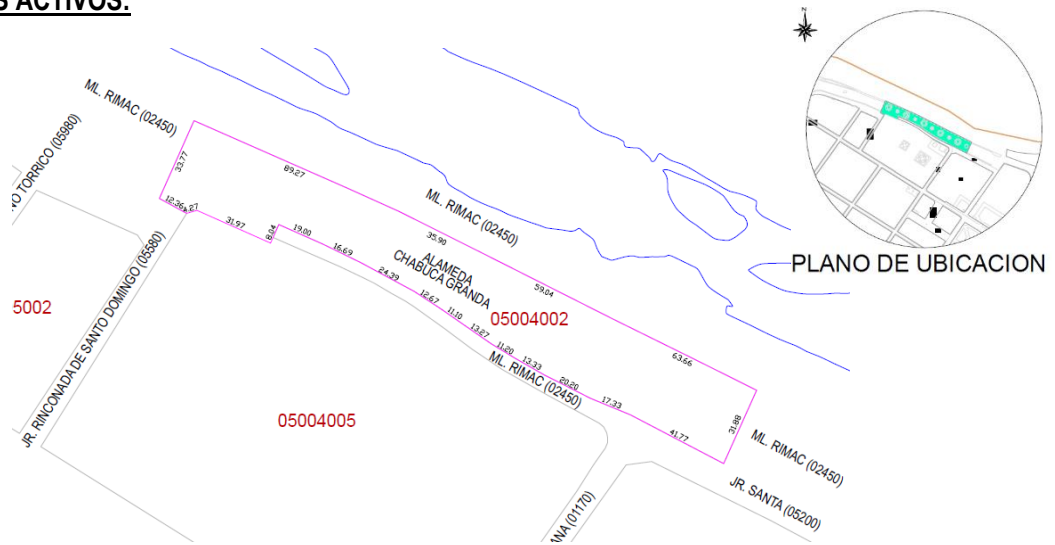 S ACTIVOS:
N
ML. RIMAC (02450)
NO TORRICO (05980)
33.77
89.27
12.36
31.97
8.04
19.00
16.69
24.39
12.67
11.10
13.27
11.20
13.33
20.20
17.33
41.77
31.88
63.66
59.04
35.90
ML. RIMAC (02450)
ALAMEDA
CHABUCA GRANDA
05004002
ML. RIMAC (02450)
5002
JR. RINCONADA DE SANTO DOMINGO (05580)
05004005
ML. RIMAC (02450)
JR. SANTA (05200)
ANA (01170)
PLANO DE UBICACION